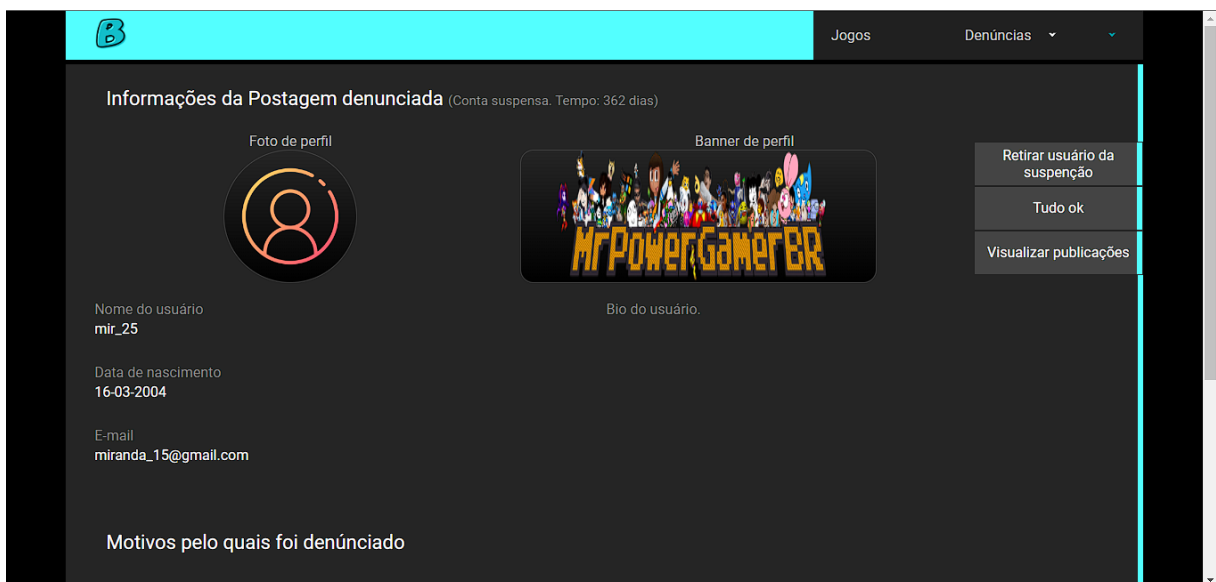 B
Jogos
Denúncias
Informações da Postagem denunciada (Conta suspensa. Tempo: 362 dias)
Foto de perfil
Banner de perfil
MrPowerGamerBR
Retirar usuário da
suspenção
Tudo ok
Visualizar publicações
Nome do usuário
mir_25
Bio do usuário.
Data de nascimento
16-03-2004
E-mail
miranda_15@gmail.com
Motivos pelo quais foi denúnciado